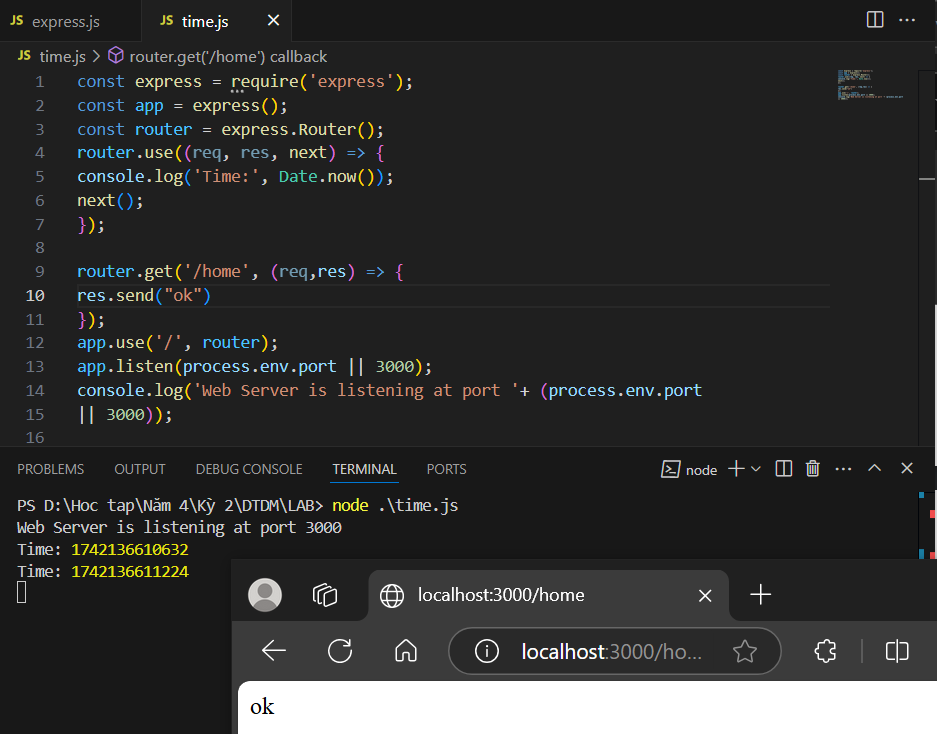 JS express.js
JS time.js
JS time.js > router.get('/home') callback
1 const express = require('express');
2 const app = express();
3 const router = express.Router();
4 router.use((req, res, next) => {
5 console.log('Time:', Date.now());
6 next();
7 });
8
9 router.get('/home', (req,res) => {
10 res.send("ok")
11 });
12 app.use('/', router);
13 app.listen(process.env.port || 3000);
14 console.log('Web Server is listening at port '+ (process.env.port
15 || 3000));
16
PROBLEMS OUTPUT DEBUG CONSOLE TERMINAL PORTS node
PS D:\Hoc tap\Năm 4\Kỳ 2\DTDM\LAB> node .\time.js
Web Server is listening at port 3000
Time: 1742136610632
Time: 1742136611224
localhost:3000/home
localhost:3000/ho...
ok